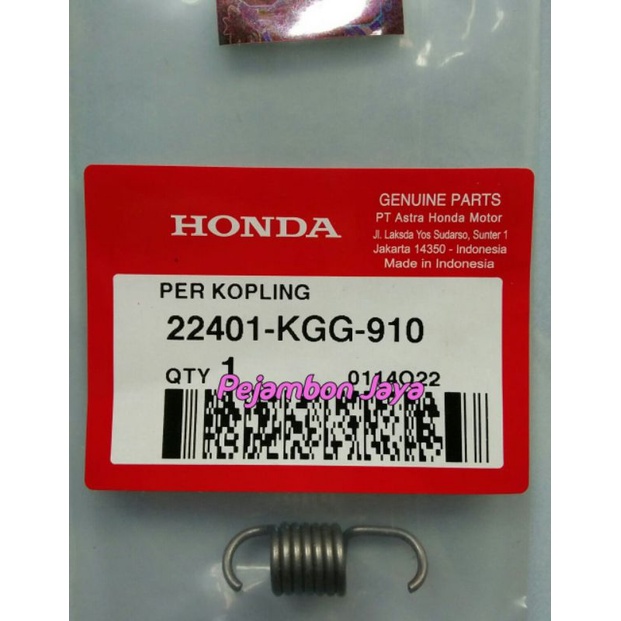 HONDA
GENUINE PARTS
PT Astra Honda Motor
Jl. Laksda Yos Sudarso, Sunter 1
Jakarta 14350 - Indonesia
Made in Indonesia
PER KOPLING
22401-KGG-910
QTY 1
0114O22
Pejambon Jaya